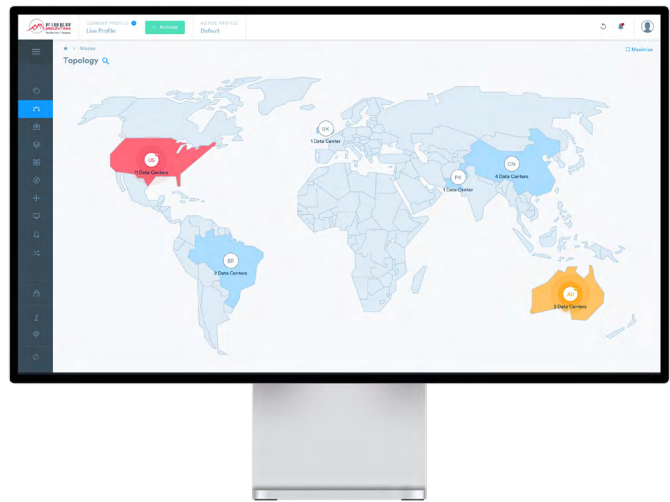 FIBER
MOUNTAIN
CURRENT PROFILE
Live Profile
Activate
ACTIVE PROFILE
Default
Master
Maximize
Topology
UK
1 Data Center
US
11 Data Centers
CN
4 Data Centers
PK
1 Data Center
BR
2 Data Centers
AU
2 Data Centers